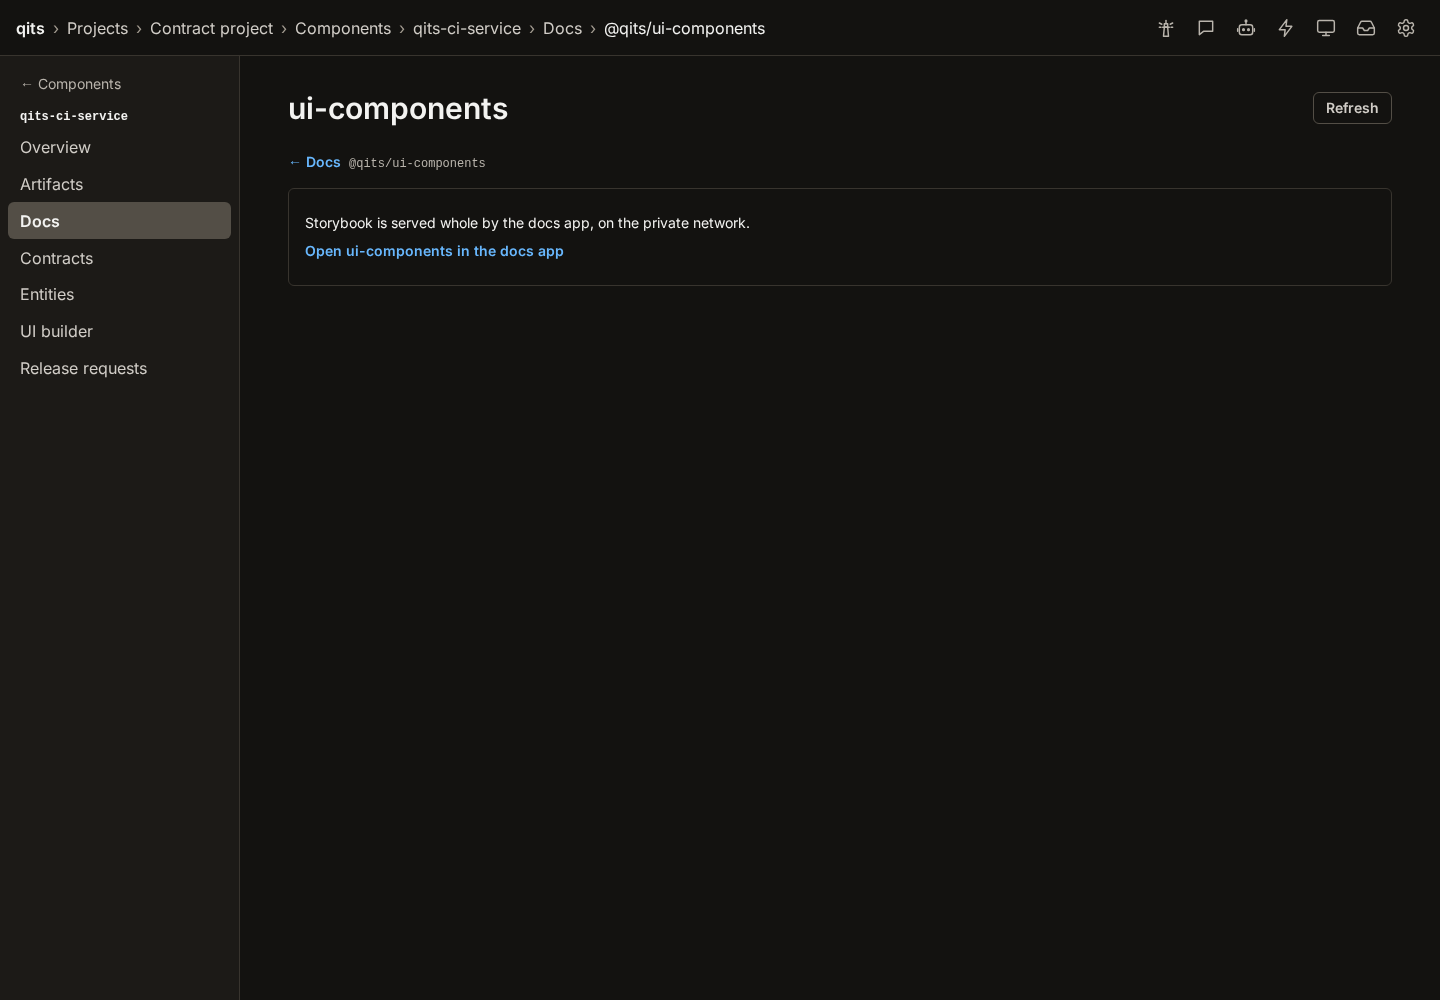 qits › Projects › Contract project › Components › qits-ci-service › Docs › @qits/ui-components
← Components
qits-ci-service
Overview
Artifacts
Docs
Contracts
Entities
UI builder
Release requests
ui-components
Refresh
← Docs @qits/ui-components
Storybook is served whole by the docs app, on the private network.
Open ui-components in the docs app